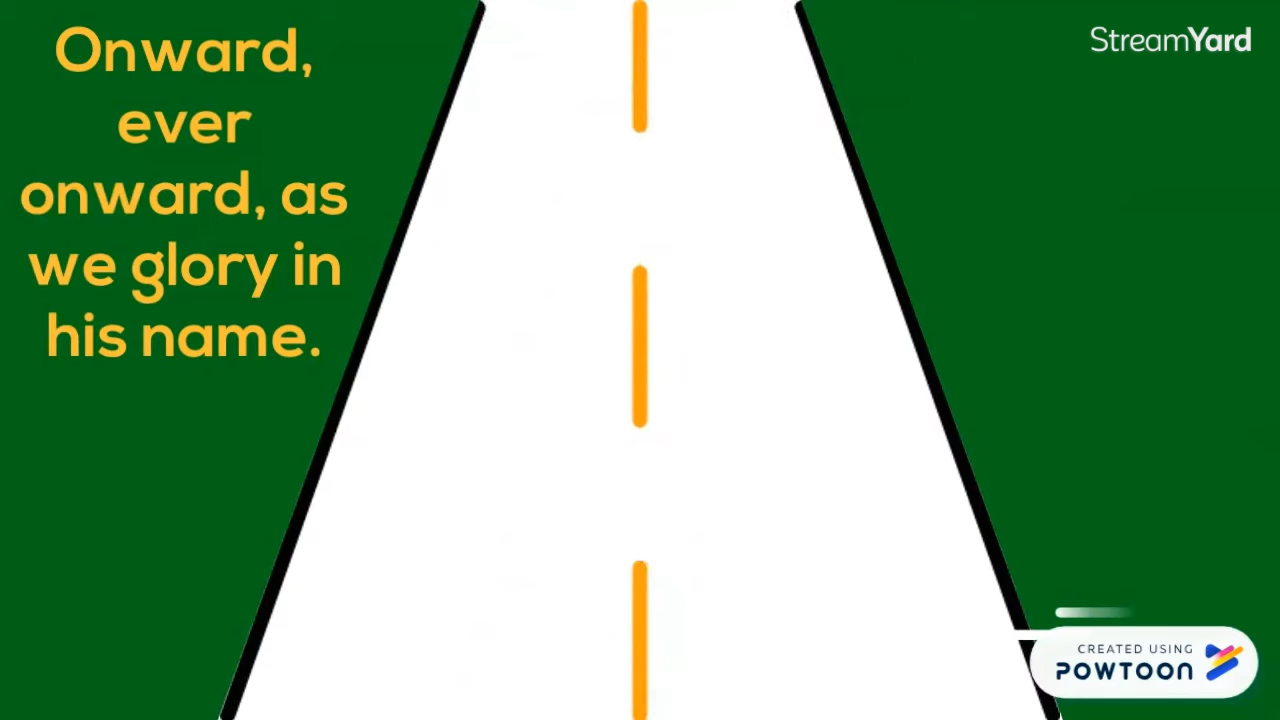 Onward,
ever
onward, as
we glory in
his name.
StreamYard
CREATED USING
POWTOON